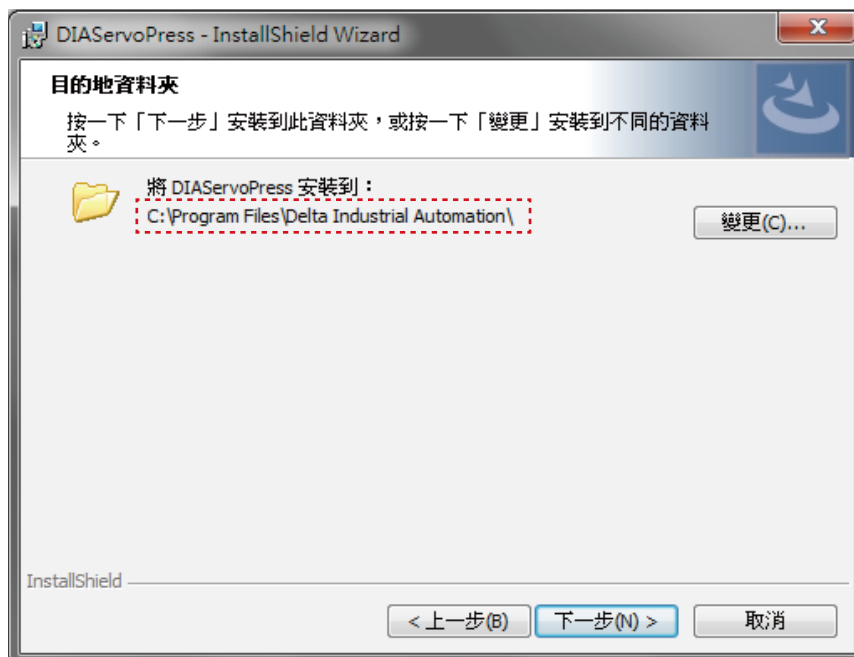 DIAServoPress - InstallShield Wizard
目的地資料夾
按一下「下一步」安裝到此資料夾，或按一下「變更」安裝到不同的資料
夾。
將 DIAServoPress 安裝到：
C:\Program Files\Delta Industrial Automation\
變更(C)...
InstallShield
< 上一步(B)
下一步(N) >
取消